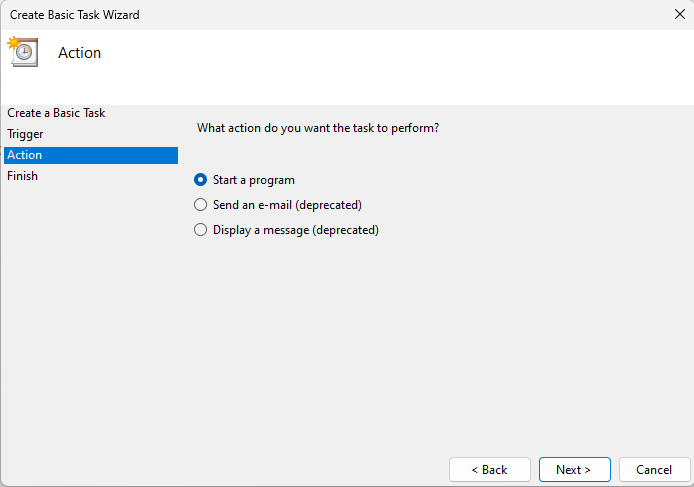 Create Basic Task Wizard
Action
Create a Basic Task
Trigger
Action
Finish
What action do you want the task to perform?
Start a program
Send an e-mail (deprecated)
Display a message (deprecated)
< Back
Next >
Cancel